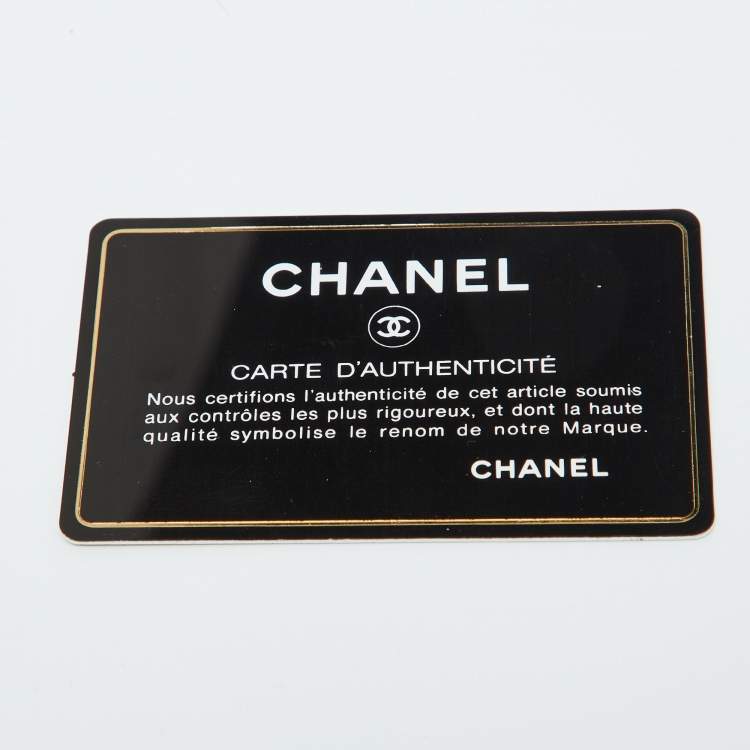 CHANEL
CARTE D'AUTHENTICITÉ
Nous certifions l'authenticité de cet article soumis
aux contrôles les plus rigoureux, et dont la haute
qualité symbolise le renom de notre Marque.
CHANEL